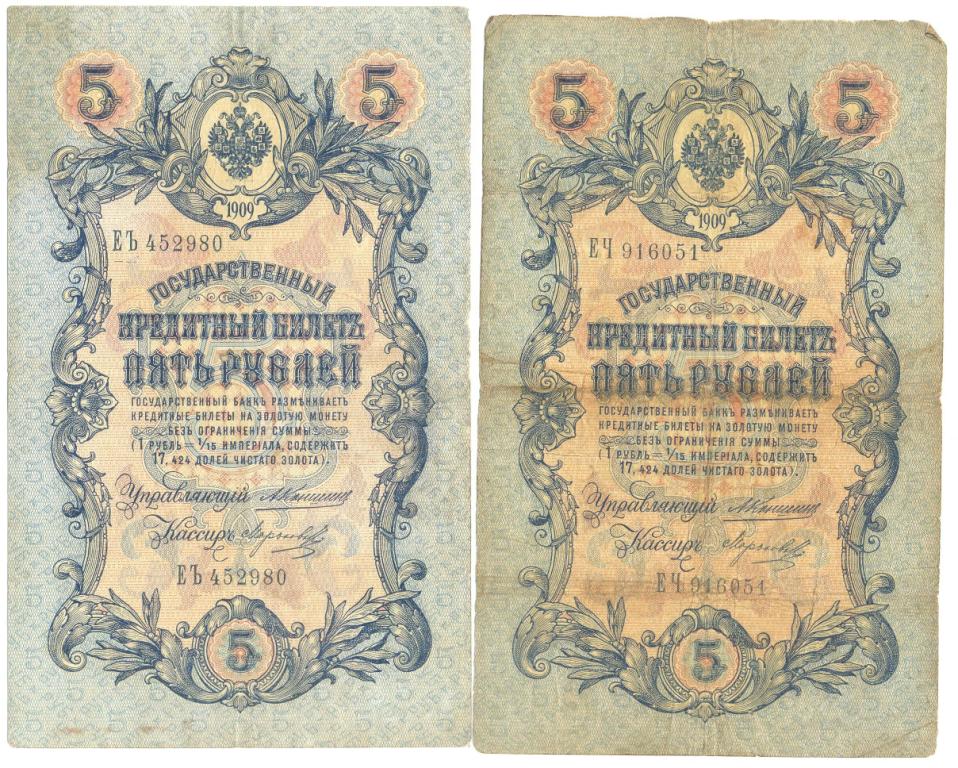 5 5
1909
ЕЪ 452980
ГОСУДАРСТВЕННЫЙ
КРЕДИТНЫЙ БИЛЕТЪ
ПЯТЬ РУБЛЕЙ
ГОСУДАРСТВЕННЫЙ БАНКЪ РАЗМѢНИВАЕТЪ
КРЕДИТНЫЕ БИЛЕТЫ НА ЗОЛОТУЮ МОНЕТУ
БЕЗЪ ОГРАНИЧЕНІЯ СУММЫ
(1 РУБЛЬ = 1/15 ИМПЕРІАЛА, СОДЕРЖИТЪ
17,424 ДОЛЕЙ ЧИСТАГО ЗОЛОТА).
Управляющій
Кассиръ
ЕЪ 452980
5
5 5
1909
ЕЧ 916051
ГОСУДАРСТВЕННЫЙ
КРЕДИТНЫЙ БИЛЕТЪ
ПЯТЬ РУБЛЕЙ
ГОСУДАРСТВЕННЫЙ БАНКЪ РАЗМѢНИВАЕТЪ
КРЕДИТНЫЕ БИЛЕТЫ НА ЗОЛОТУЮ МОНЕТУ
БЕЗЪ ОГРАНИЧЕНІЯ СУММЫ
(1 РУБЛЬ = 1/15 ИМПЕРІАЛА, СОДЕРЖИТЪ
17,424 ДОЛЕЙ ЧИСТАГО ЗОЛОТА).
Управляющій
Кассиръ
ЕЧ 916051
5